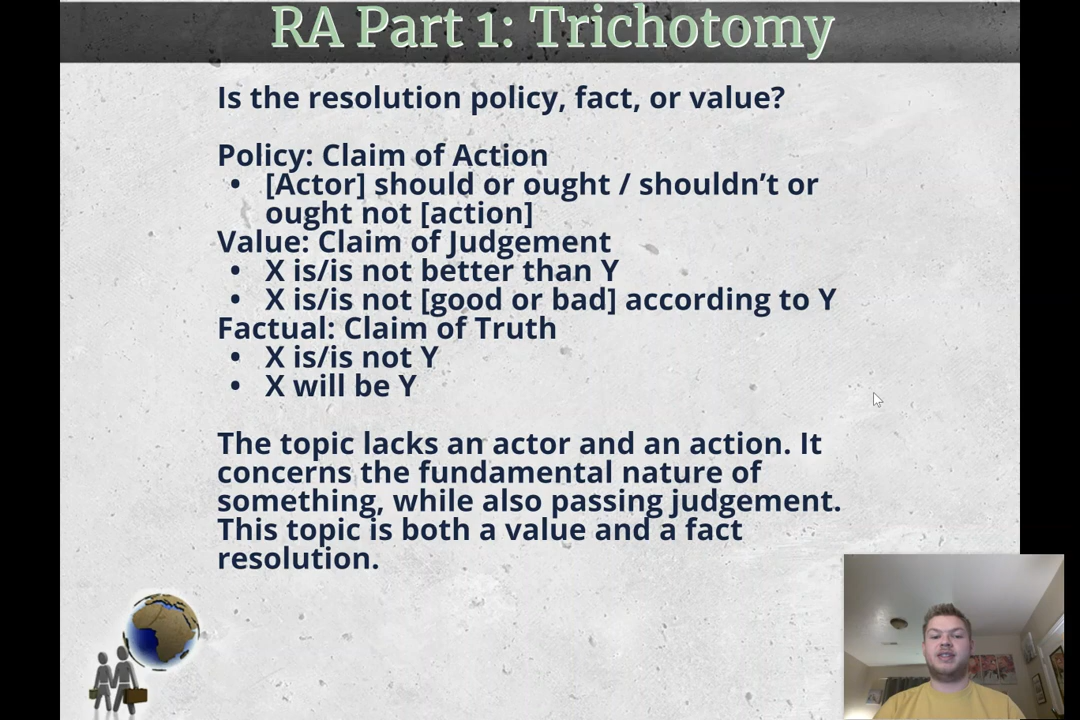 RA Part 1: Trichotomy
Is the resolution policy, fact, or value?
Policy: Claim of Action
• [Actor] should or ought / shouldn’t or
ought not [action]
Value: Claim of Judgement
• X is/is not better than Y
• X is/is not [good or bad] according to Y
Factual: Claim of Truth
• X is/is not Y
• X will be Y
The topic lacks an actor and an action. It
concerns the fundamental nature of
something, while also passing judgement.
This topic is both a value and a fact
resolution.